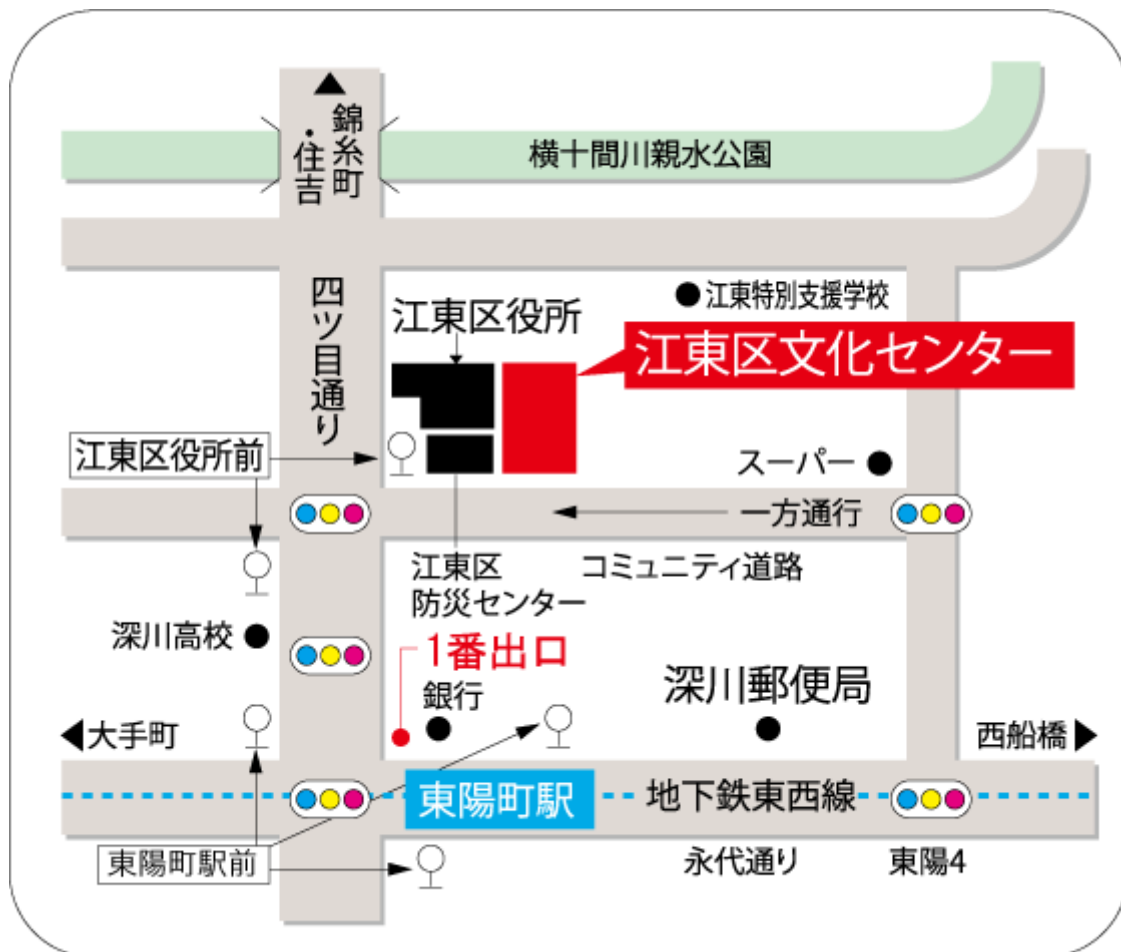 錦糸町
・住吉
横十間川親水公園
四ツ目通り
江東区役所
江東特別支援学校
江東区文化センター
江東区役所前
スーパー
一方通行
江東区
防災センター
コミュニティ道路
深川高校
1番出口
銀行
深川郵便局
大手町
西船橋
東陽町駅
地下鉄東西線
東陽町駅前
永代通り
東陽4